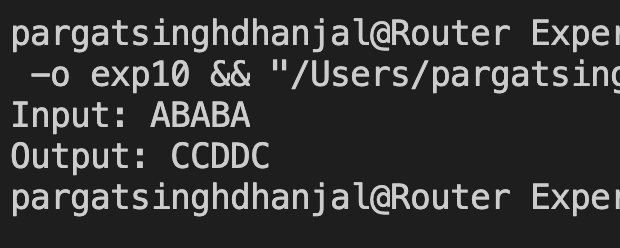 pargatsinghdhanjal@Router Exper
-o exp10 && "/Users/pargatsing
Input: ABABA
Output: CCDDC
pargatsinghdhanjal@Router Exper